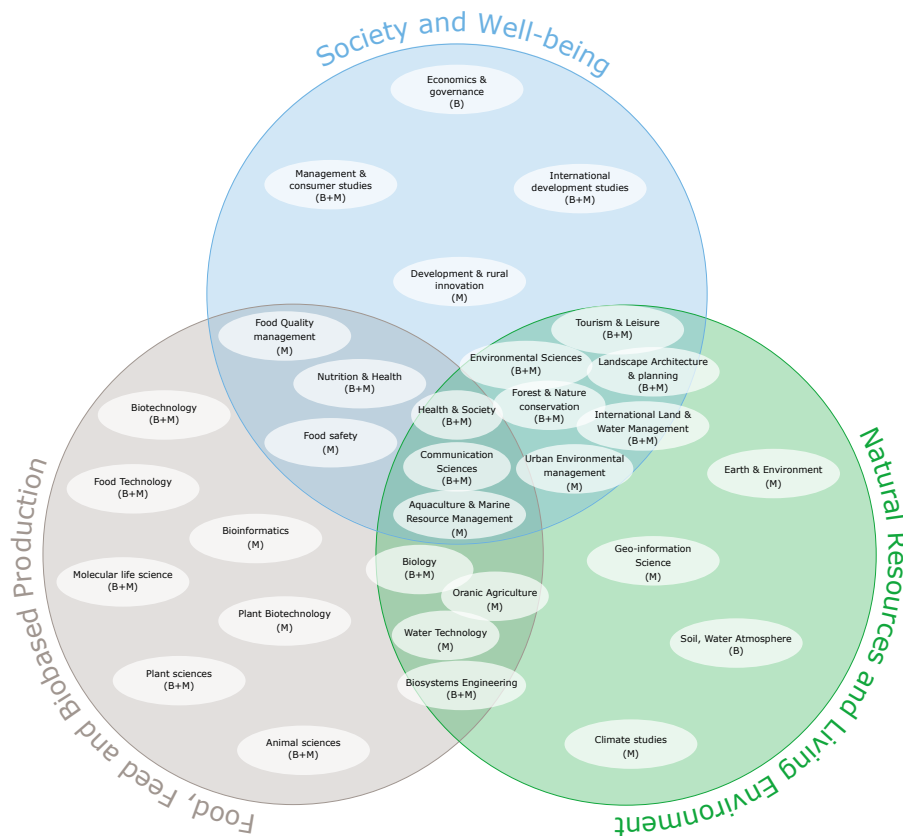 Society and Well-being
Economics &
governance
(B)
Management &
consumer studies
(B+M)
International
development studies
(B+M)
Development & rural
innovation
(M)
Food Quality
management
(M)
Tourism & Leisure
(B+M)
Environmental Sciences
(B+M)
Landscape Architecture
& planning
(B+M)
Nutrition & Health
(B+M)
Forest & Nature
conservation
(B+M)
Biotechnology
(B+M)
Health & Society
(B+M)
International Land &
Water Management
(B+M)
Food safety
(M)
Communication
Sciences
(B+M)
Urban Environmental
management
(M)
Earth & Environment
(M)
Food Technology
(B+M)
Aquaculture & Marine
Resource Management
(M)
Bioinformatics
(M)
Geo-information
Science
(M)
Molecular life science
(B+M)
Biology
(B+M)
Oranic Agriculture
(M)
Plant Biotechnology
(M)
Water Technology
(M)
Soil, Water Atmosphere
(B)
Plant sciences
(B+M)
Biosystems Engineering
(B+M)
Animal sciences
(B+M)
Climate studies
(M)
Food, Feed and Biobased Production
Natural Resources and Living Environment